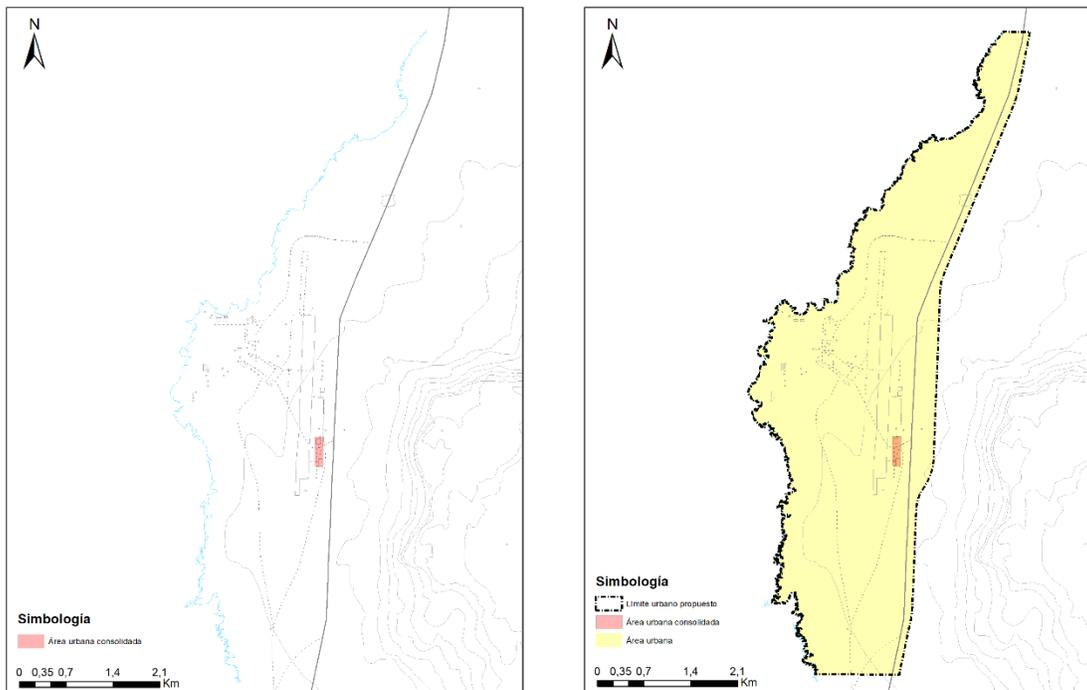 N
Simbología
Área urbana consolidada
0 0,35 0,7 1,4 2,1
Km
N
Simbología
Límite urbano propuesto
Área urbana consolidada
Área urbana
0 0,35 0,7 1,4 2,1
Km